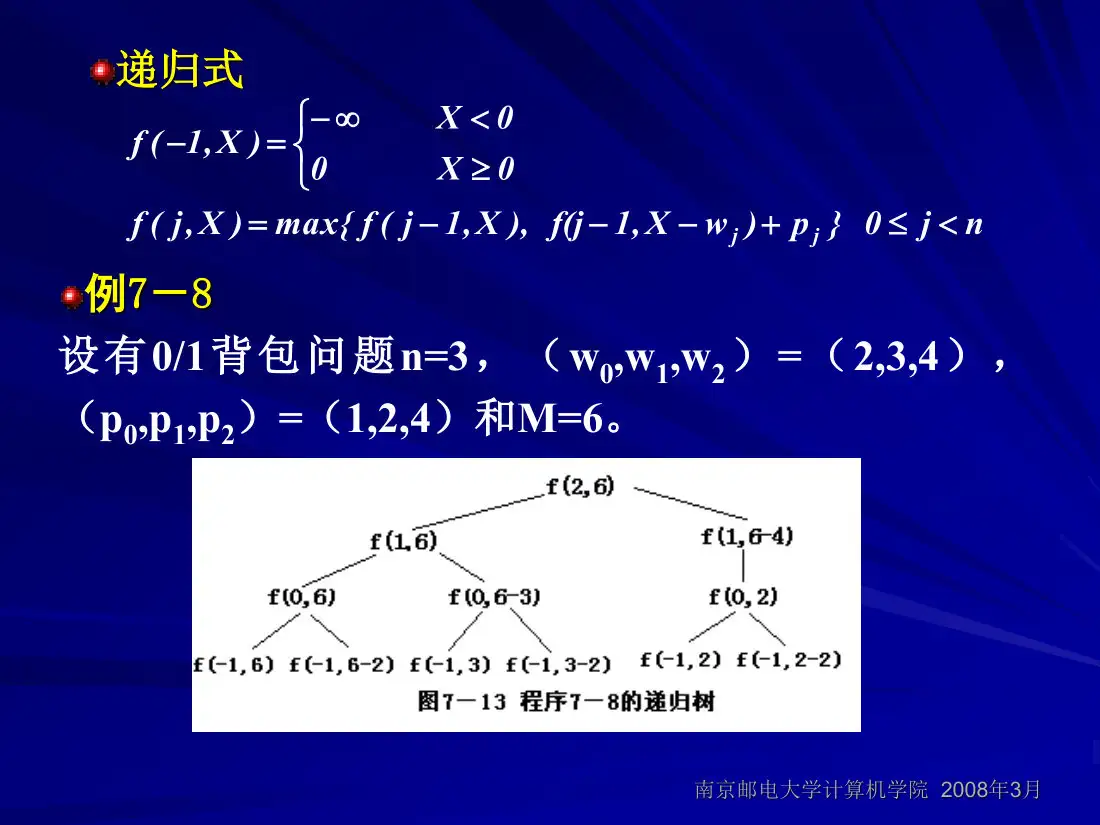 递归式
f(−1,X)= { −∞ X<0
0 X≥0
f(j,X)=max{f(j−1,X), f(j−1,X−wj)+pj} 0≤j<n
例7－8
设有0/1背包问题n=3，（w0,w1,w2）=（2,3,4），
（p0,p1,p2）=（1,2,4）和M=6。
f(2,6)
f(1,6) f(1,6-4)
f(0,6) f(0,6-3) f(0,2)
f(-1,6) f(-1,6-2) f(-1,3) f(-1,3-2) f(-1,2) f(-1,2-2)
图7－13 程序7－8的递归树
南京邮电大学计算机学院 2008年3月